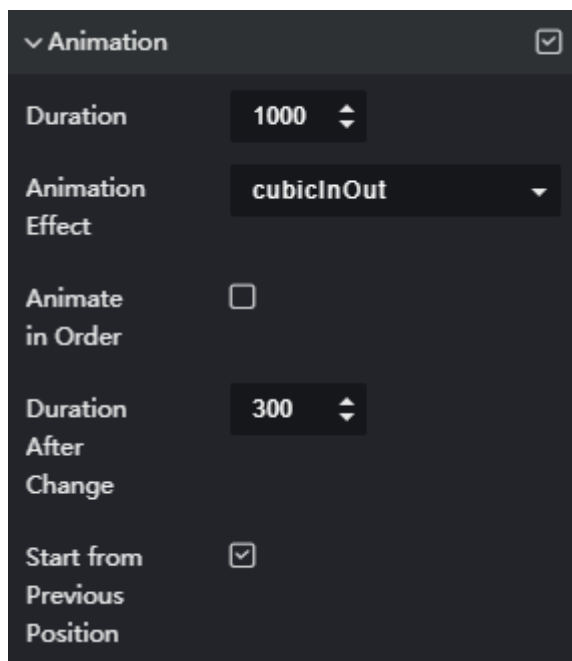 Animation
Duration 1000
Animation cubicInOut
Effect
Animate
in Order
Duration 300
After
Change
Start from
Previous
Position